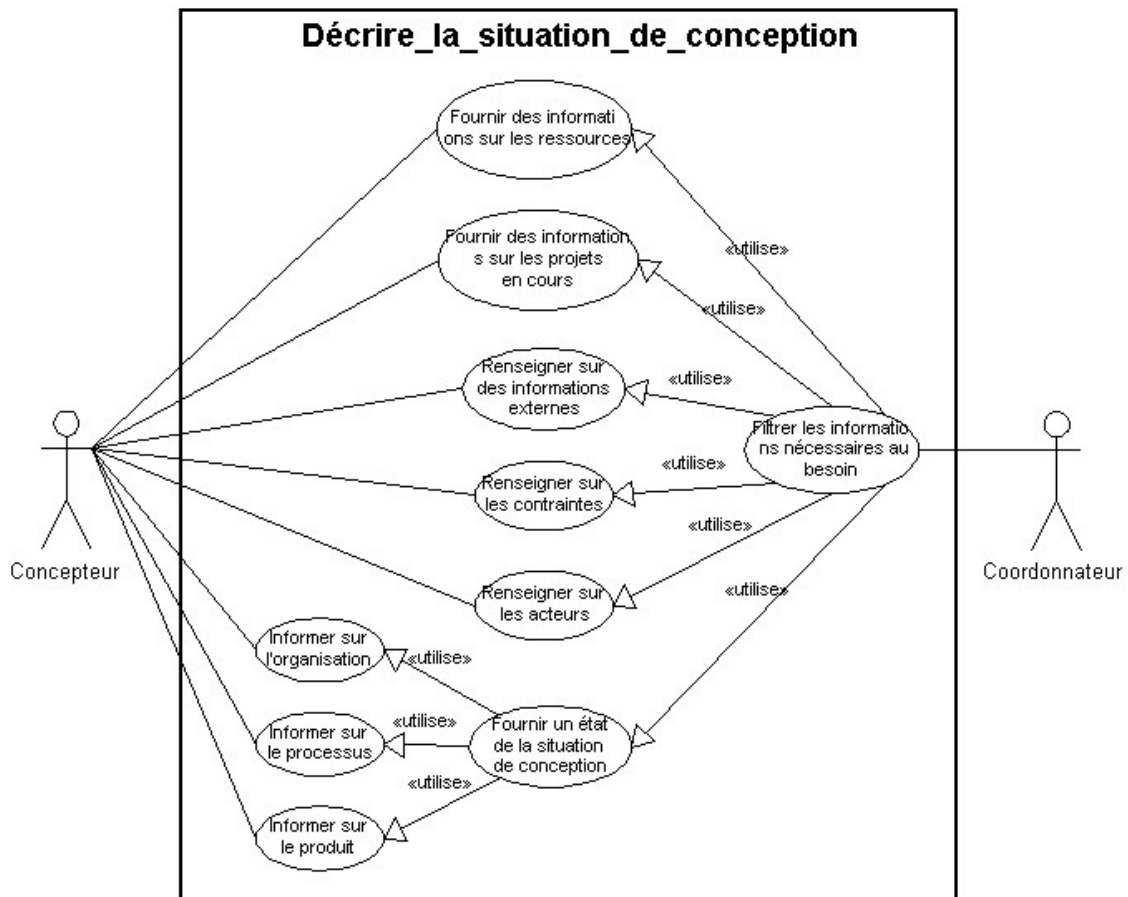 Décrire_la_situation_de_conception
Fournir des informati
ons sur les ressources
Fournir des information
s sur les projets
en cours
«utilise»
«utilise»
Renseigner sur
des informations
externes
«utilise»
Filtrer les informatio
ns nécessaires au
besoin
Renseigner sur
les contraintes
«utilise»
«utilise»
Concepteur
Coordonnateur
Renseigner sur
les acteurs
«utilise»
Informer sur
l'organisation
«utilise»
Informer sur
le processus
«utilise»
Fournir un état
de la situation
de conception
«utilise»
Informer sur
le produit